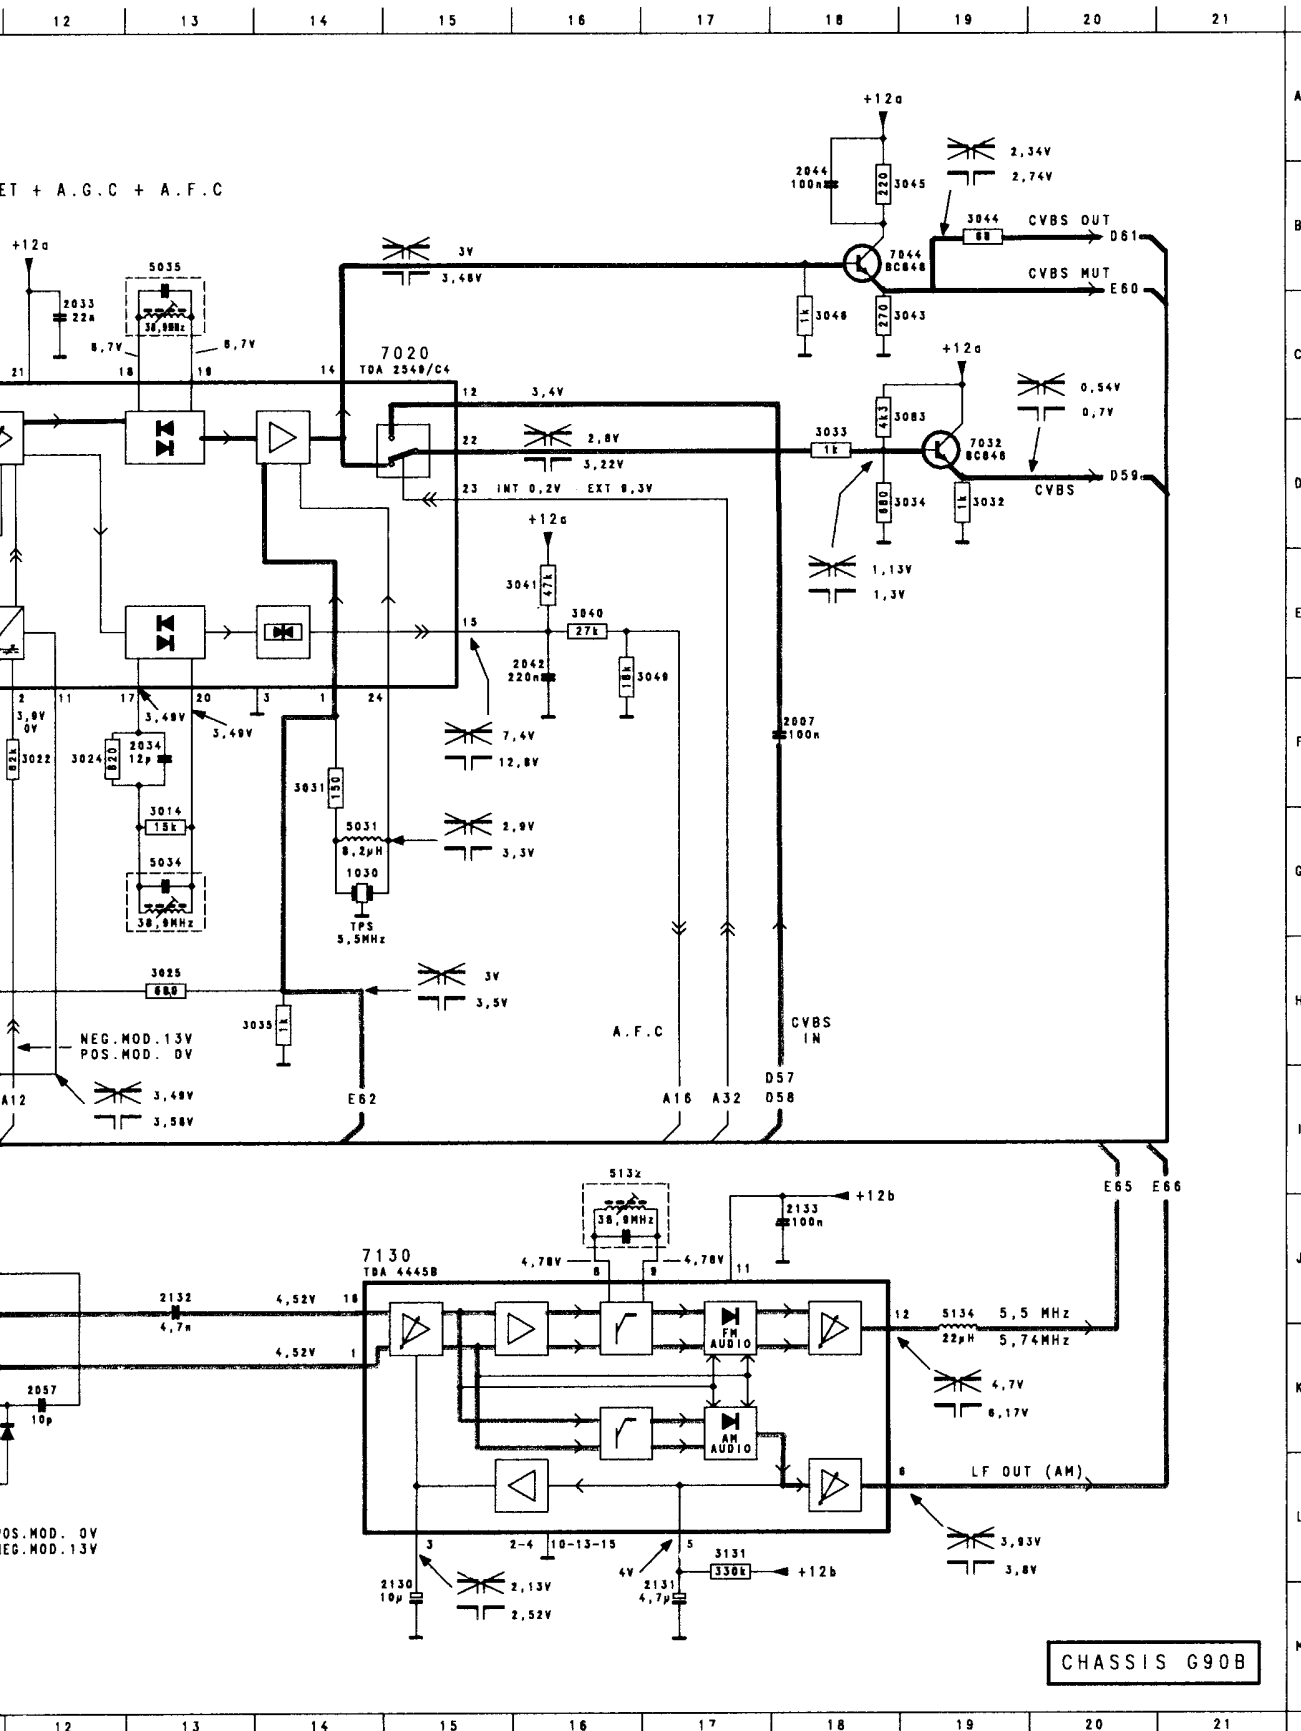 12 13 14 15 16 17 18 19 20 21
A
+12a
ET + A.G.C + A.F.C
2044
100n
220
3045
2,34V
2,74V
B
3044
68
CVBS OUT
D61
+12a
5035
38,9MHz
2033
22n
3V
3,46V
7044
BC848
CVBS MUT
E60
1k
3046
270
3043
C
6,7V
6,7V
21
18
19
14
7020
TDA 2549/C4
+12a
12
3,4V
0,54V
0,7V
4k3
3083
22
2,8V
3,22V
3033
1k
7032
BC848
23 INT 0,2V - EXT 9,3V
CVBS
D59
D
680
3034
1k
3032
+12a
1,13V
1,3V
3041
47k
E
15
3040
27k
2042
220n
18k
3049
2
11
17
20
3
1
24
3,9V
0V
3,49V
3,49V
82k
3022
3024
820
2034
12p
7,4V
12,8V
2007
100n
F
3031
150
3014
15k
5031
8,2µH
2,9V
3,3V
5034
38,9MHz
1030
TPS
5,5MHz
G
3025
680
3V
3,5V
3035
1k
H
A.F.C
CVBS
IN
NEG.MOD.13V
POS.MOD. 0V
3,49V
3,58V
A12
E62
A16
A32
D57
D58
I
5132
38,9MHz
E65
E66
2133
100n
+12b
J
7130
TDA 4445B
4,78V
8
9
4,78V
11
2132
4,7n
4,52V
16
12
5134
22µH
5,5 MHz
5,74MHz
FM
AUDIO
4,52V
1
4,7V
6,17V
K
2057
10p
AM
AUDIO
LF OUT (AM)
L
POS.MOD. 0V
NEG.MOD.13V
3
2-4
10-13-15
5
4V
3131
330k
+12b
3,93V
3,8V
2130
10µ
2,13V
2,52V
2131
4,7µ
M
CHASSIS G90B
12 13 14 15 16 17 18 19 20 21